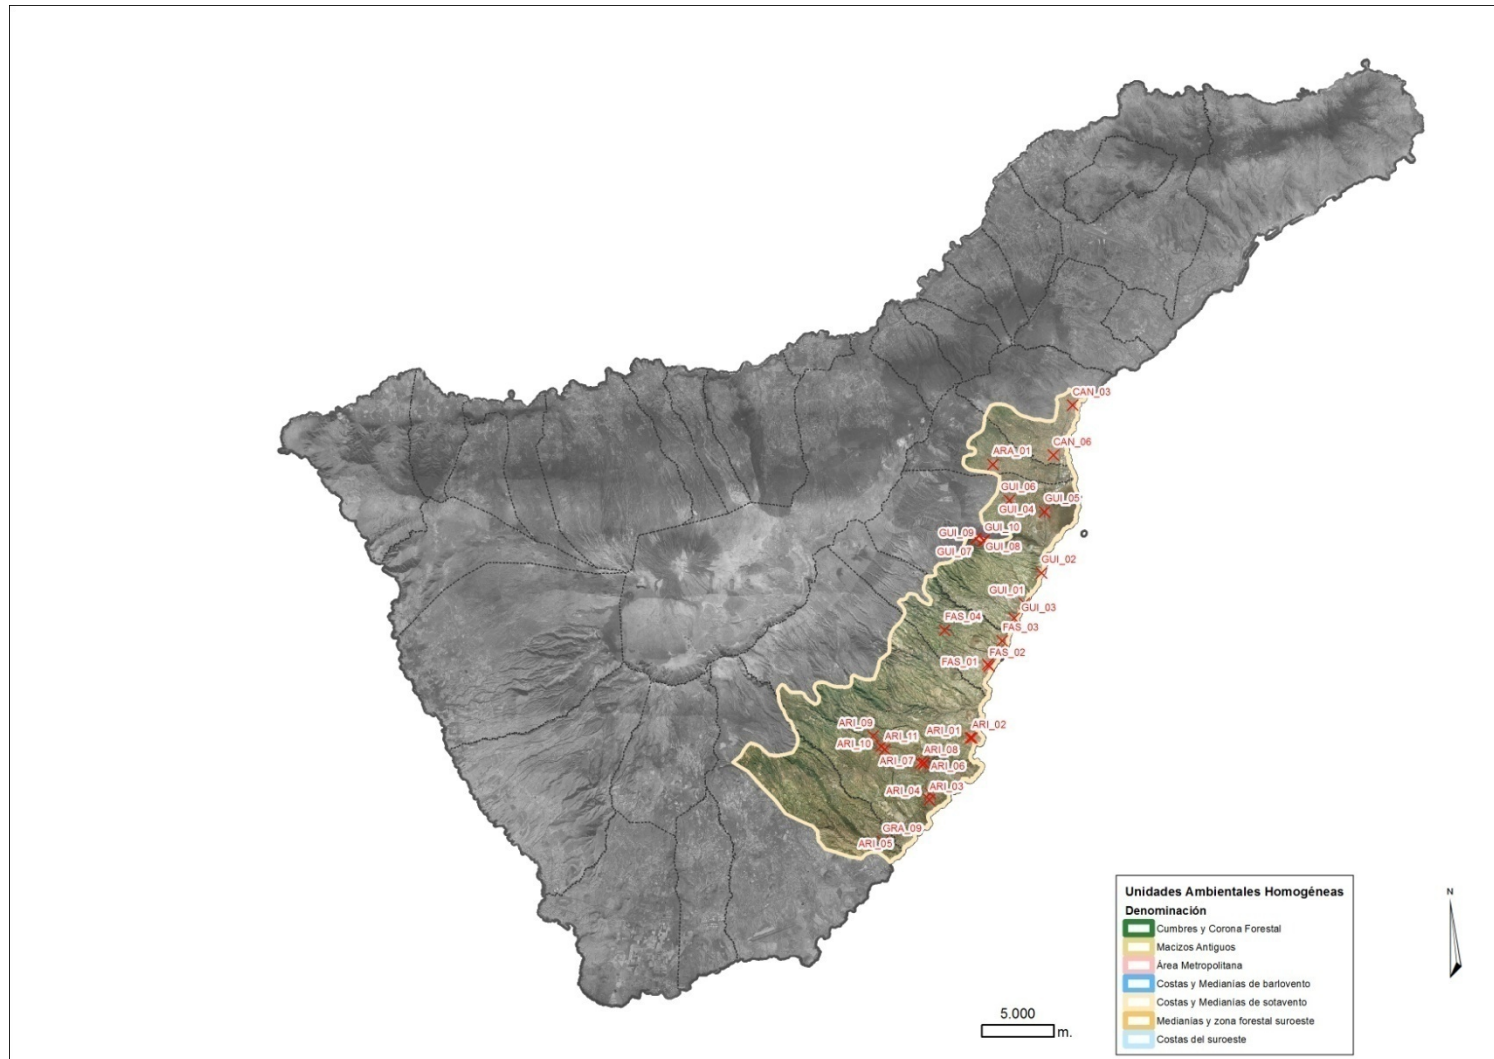 CAN_03
CAN_06
ARA_01
GUI_06
GUI_05
GUI_04
GUI_09
GUI_10
GUI_07
GUI_08
GUI_02
GUI_01
GUI_03
FAS_04
FAS_03
FAS_02
FAS_01
ARI_09
ARI_01
ARI_02
ARI_10
ARI_11
ARI_08
ARI_07
ARI_06
ARI_04
ARI_03
GRA_09
ARI_05
Unidades Ambientales Homogéneas
Denominación
Cumbres y Corona Forestal
Macizos Antiguos
Área Metropolitana
Costas y Medianías de barlovento
Costas y Medianías de sotavento
Medianías y zona forestal suroeste
Costas del suroeste
N
5.000
m.